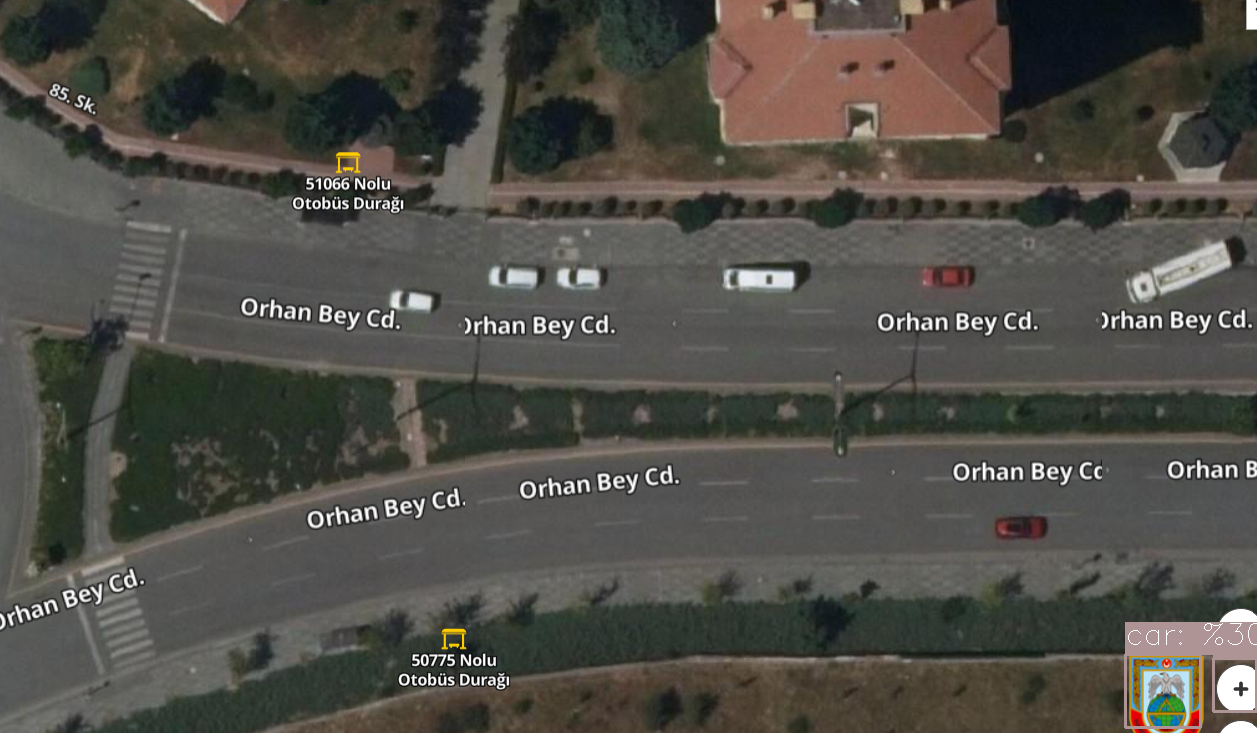 85. Sk.
51066 Nolu
Otobüs Durağı
Orhan Bey Cd.
Orhan Bey Cd.
Orhan Bey Cd.
Orhan Bey Cd.
Orhan Bey Cd.
Orhan Bey Cd.
Orhan Bey Cd.
Orhan B
Orhan Bey Cd.
50775 Nolu
Otobüs Durağı
car: %30
+